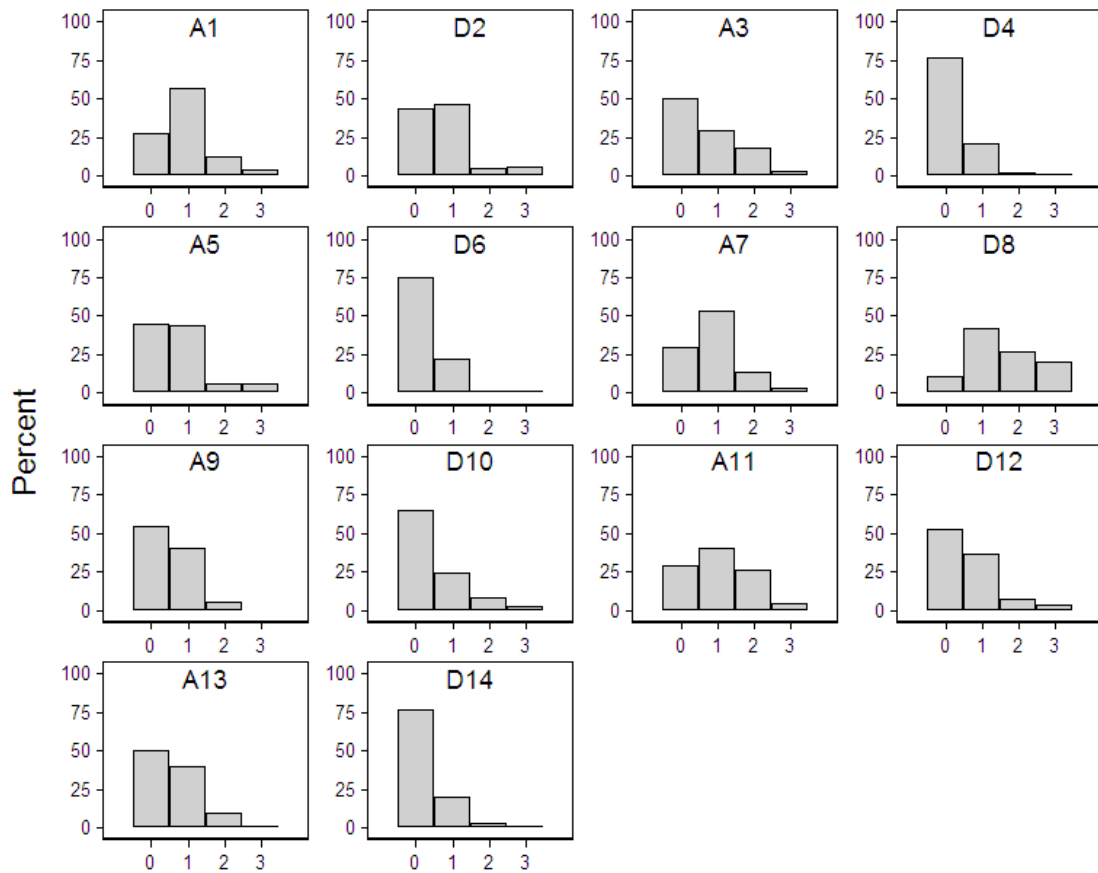 A1 D2 A3 D4
100 100 100 100
75 75 75 75
50 50 50 50
25 25 25 25
0 0 0 0
0 1 2 3 0 1 2 3 0 1 2 3 0 1 2 3
A5 D6 A7 D8
100 100 100 100
75 75 75 75
50 50 50 50
25 25 25 25
0 0 0 0
0 1 2 3 0 1 2 3 0 1 2 3 0 1 2 3
Percent
A9 D10 A11 D12
100 100 100 100
75 75 75 75
50 50 50 50
25 25 25 25
0 0 0 0
0 1 2 3 0 1 2 3 0 1 2 3 0 1 2 3
A13 D14
100 100
75 75
50 50
25 25
0 0
0 1 2 3 0 1 2 3